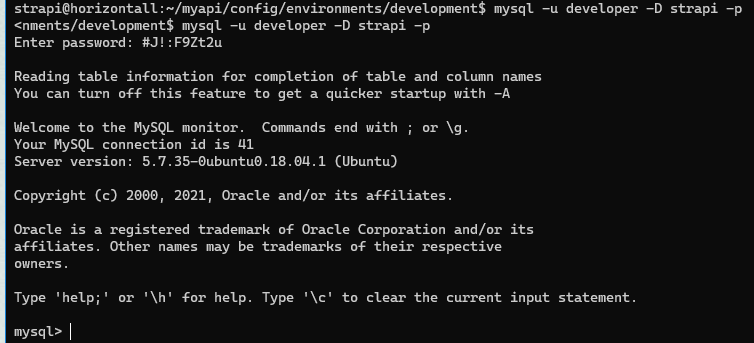 strapi@horizontall:~/myapi/config/environments/development$ mysql -u developer -D strapi -p
<nments/development$ mysql -u developer -D strapi -p
Enter password: #J!:F9Zt2u
Reading table information for completion of table and column names
You can turn off this feature to get a quicker startup with -A
Welcome to the MySQL monitor.  Commands end with ; or \g.
Your MySQL connection id is 41
Server version: 5.7.35-0ubuntu0.18.04.1 (Ubuntu)
Copyright (c) 2000, 2021, Oracle and/or its affiliates.
Oracle is a registered trademark of Oracle Corporation and/or its
affiliates. Other names may be trademarks of their respective
owners.
Type 'help;' or '\h' for help. Type '\c' to clear the current input statement.
mysql>